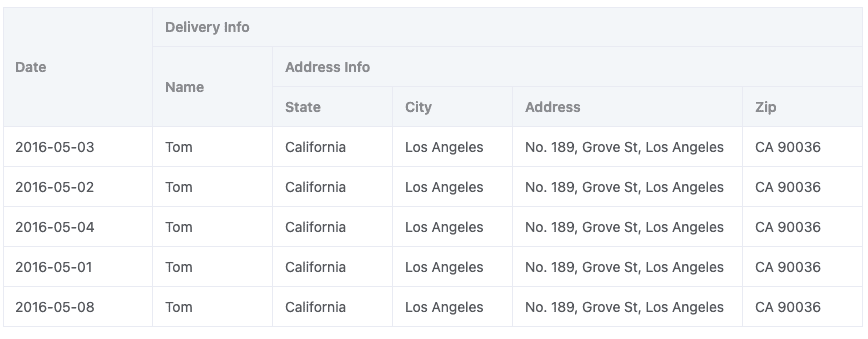 Delivery Info
Date
Address Info
Name
State City Address Zip
2016-05-03 Tom California Los Angeles No. 189, Grove St, Los Angeles CA 90036
2016-05-02 Tom California Los Angeles No. 189, Grove St, Los Angeles CA 90036
2016-05-04 Tom California Los Angeles No. 189, Grove St, Los Angeles CA 90036
2016-05-01 Tom California Los Angeles No. 189, Grove St, Los Angeles CA 90036
2016-05-08 Tom California Los Angeles No. 189, Grove St, Los Angeles CA 90036